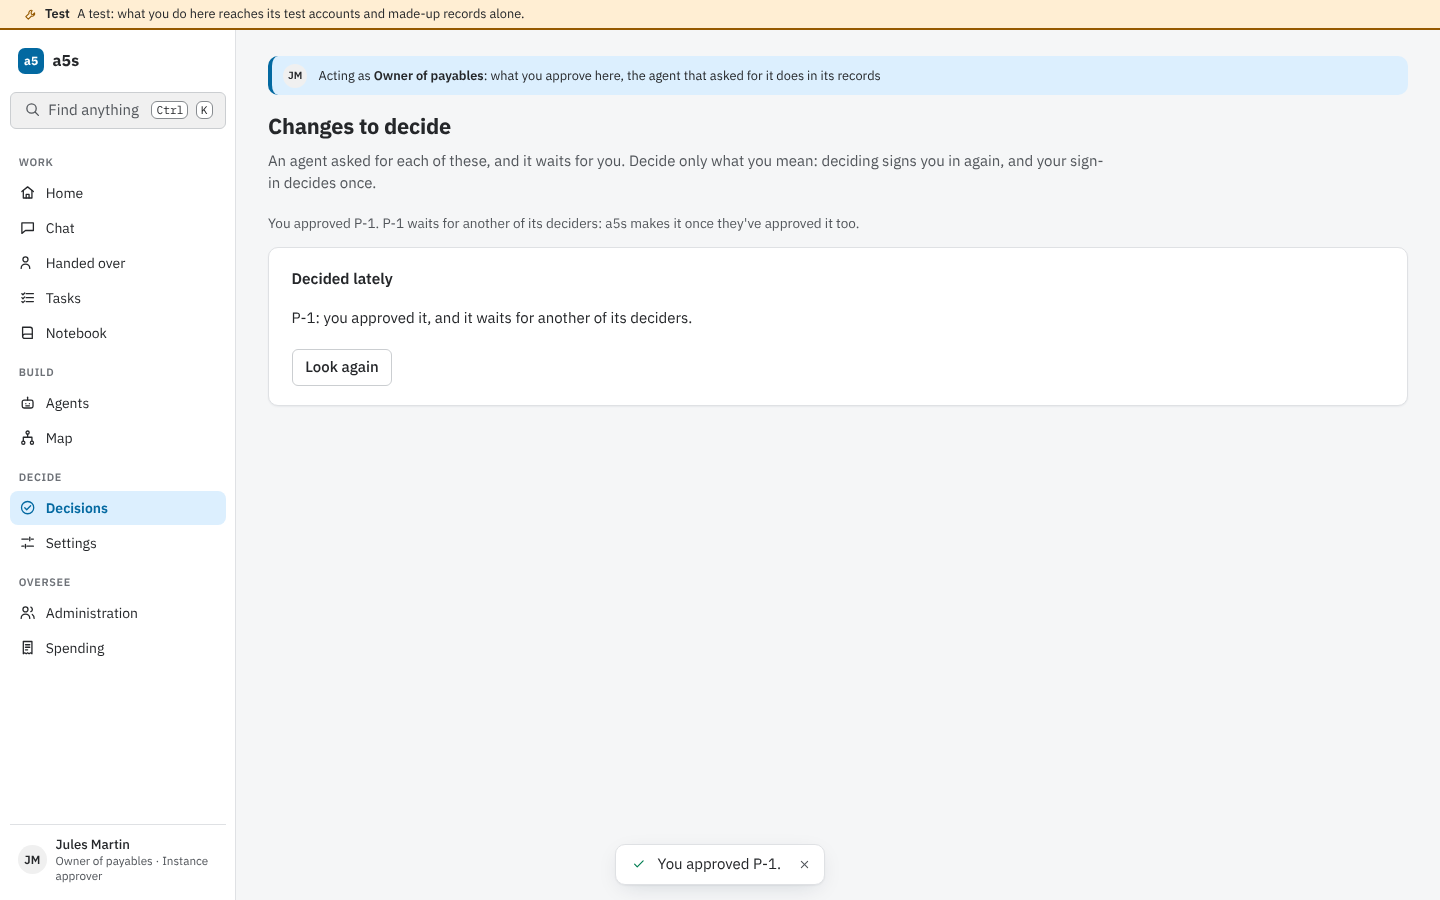 Test A test: what you do here reaches its test accounts and made-up records alone.
a5 a5s
Find anything Ctrl K
WORK
Home
Chat
Handed over
Tasks
Notebook
BUILD
Agents
Map
DECIDE
Decisions
Settings
OVERSEE
Administration
Spending
JM
Jules Martin
Owner of payables · Instance
approver
JM Acting as Owner of payables: what you approve here, the agent that asked for it does in its records
Changes to decide
An agent asked for each of these, and it waits for you. Decide only what you mean: deciding signs you in again, and your sign-
in decides once.
You approved P-1. P-1 waits for another of its deciders: a5s makes it once they've approved it too.
Decided lately
P-1: you approved it, and it waits for another of its deciders.
Look again
You approved P-1.